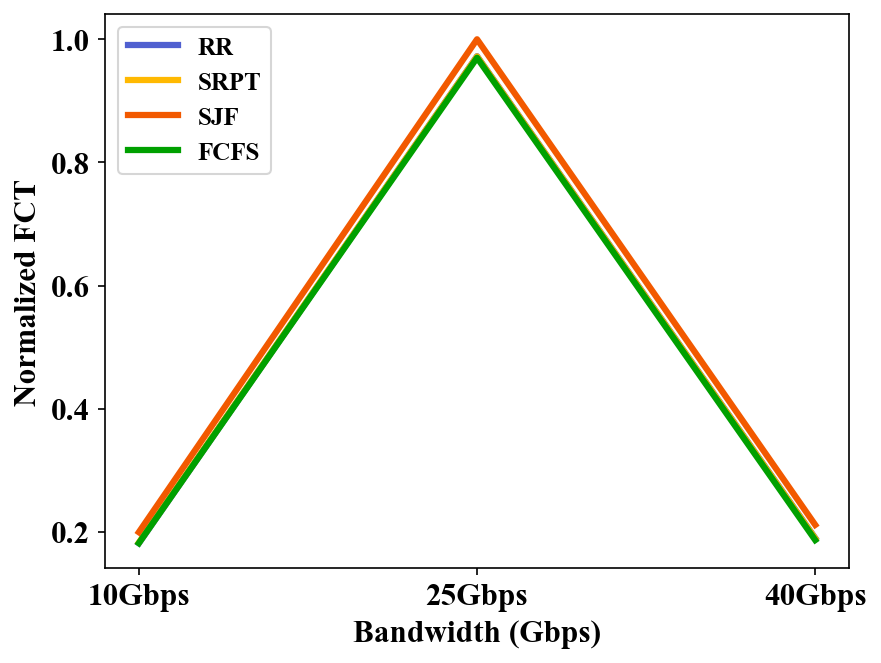 1.0
0.8
0.6
0.4
0.2
Normalized FCT
RR
SRPT
SJF
FCFS
10Gbps
25Gbps
40Gbps
Bandwidth (Gbps)